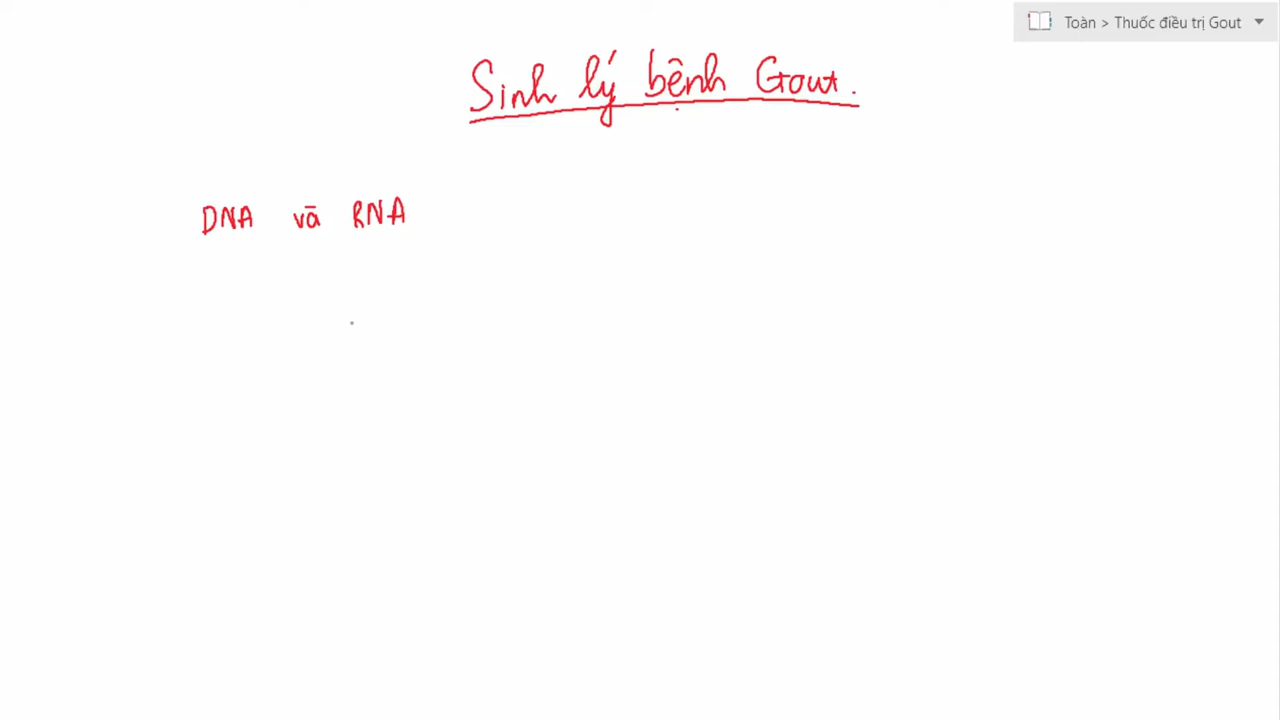 Toàn > Thuốc điều trị Gout
Sinh lý bệnh Gout.
DNA và RNA